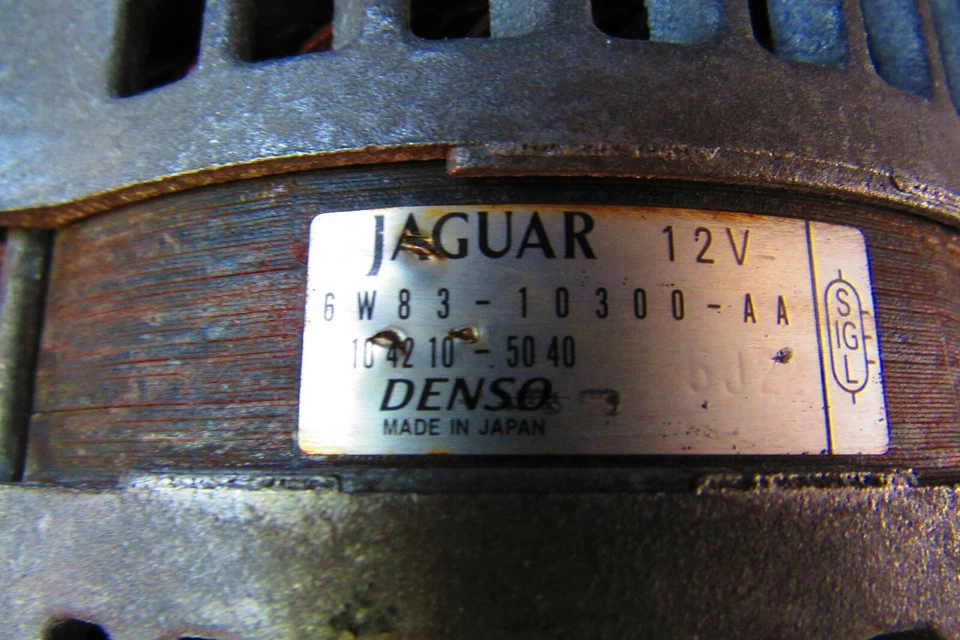 JAGUAR 12V
6W83-10300-AA
104210-5040
DENSO
MADE IN JAPAN
S
IG
L